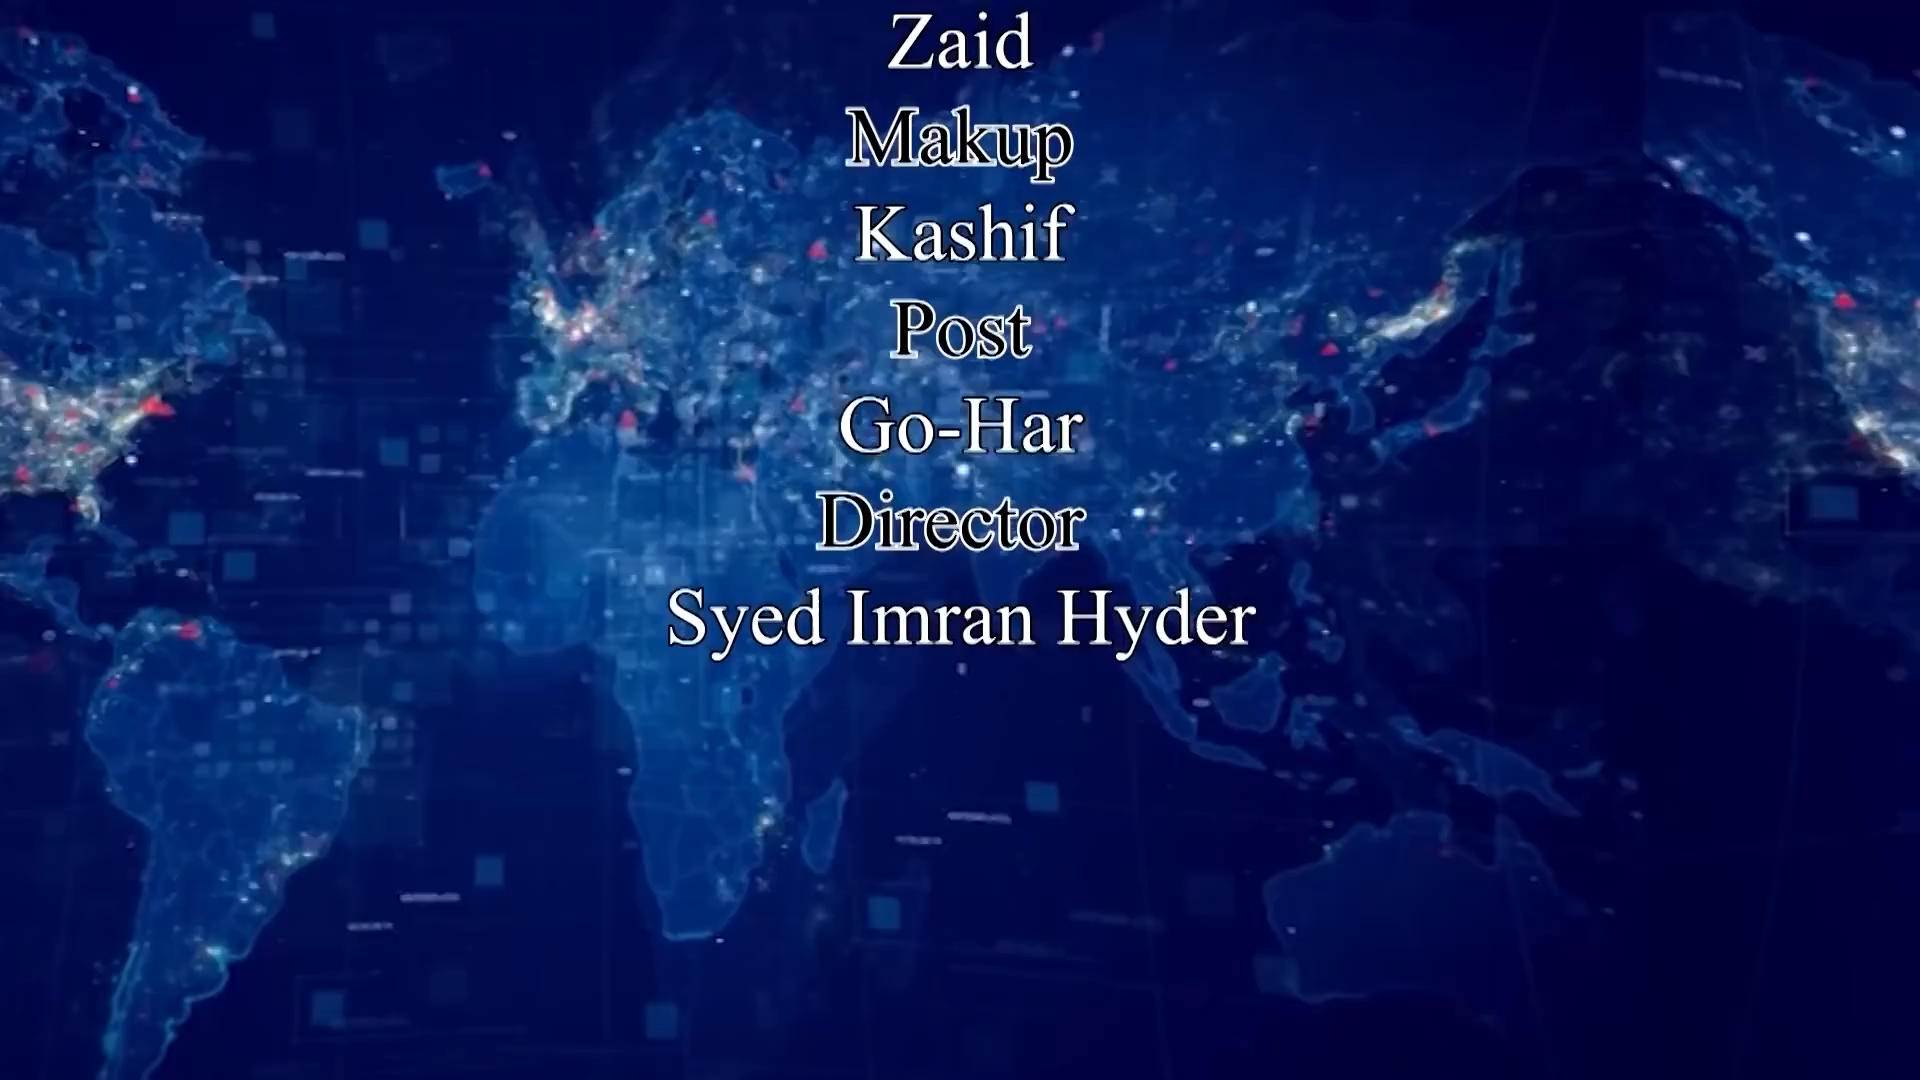 Zaid
Makup
Kashif
Post
Go-Har
Director
Syed Imran Hyder